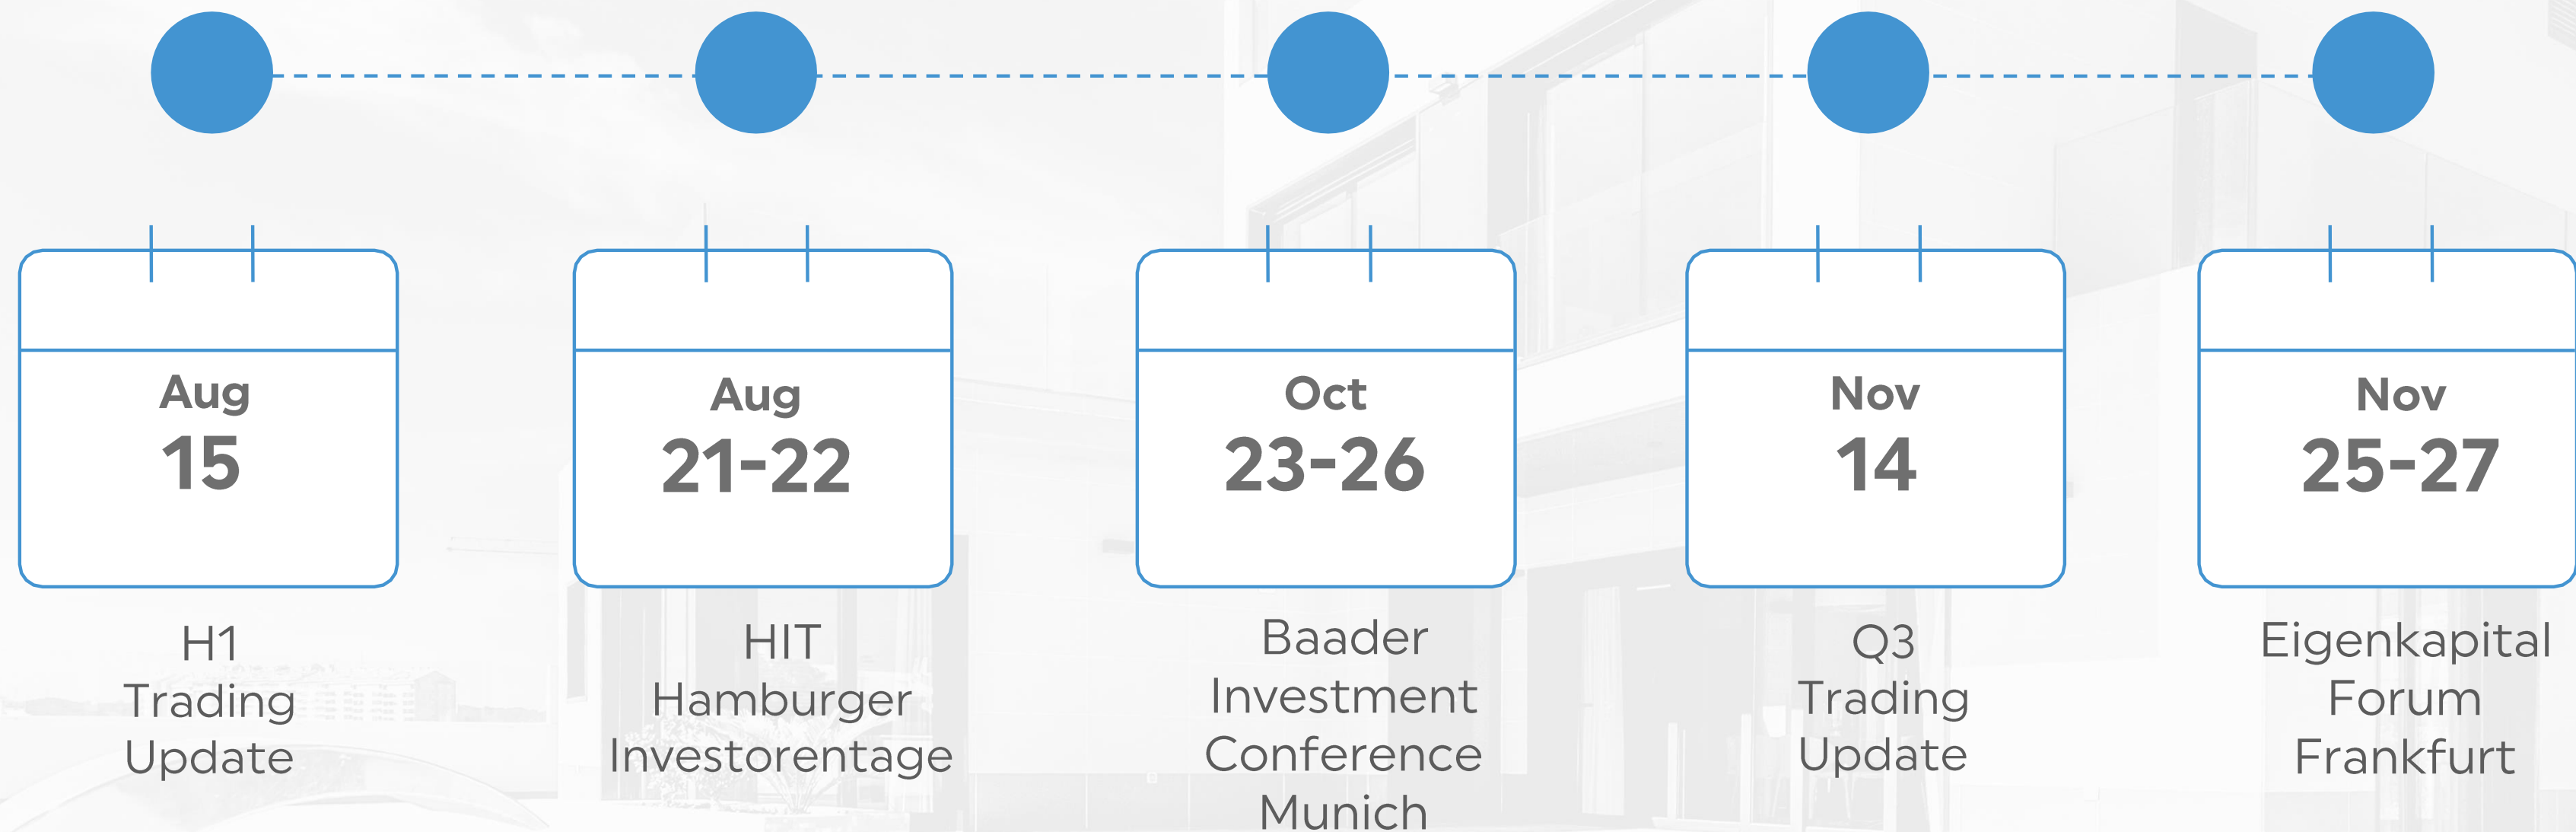 Aug
15
H1
Trading
Update
Aug
21-22
HIT
Hamburger
Investorentage
Oct
23-26
Baader
Investment
Conference
Munich
Nov
14
Q3
Trading
Update
Nov
25-27
Eigenkapital
Forum
Frankfurt